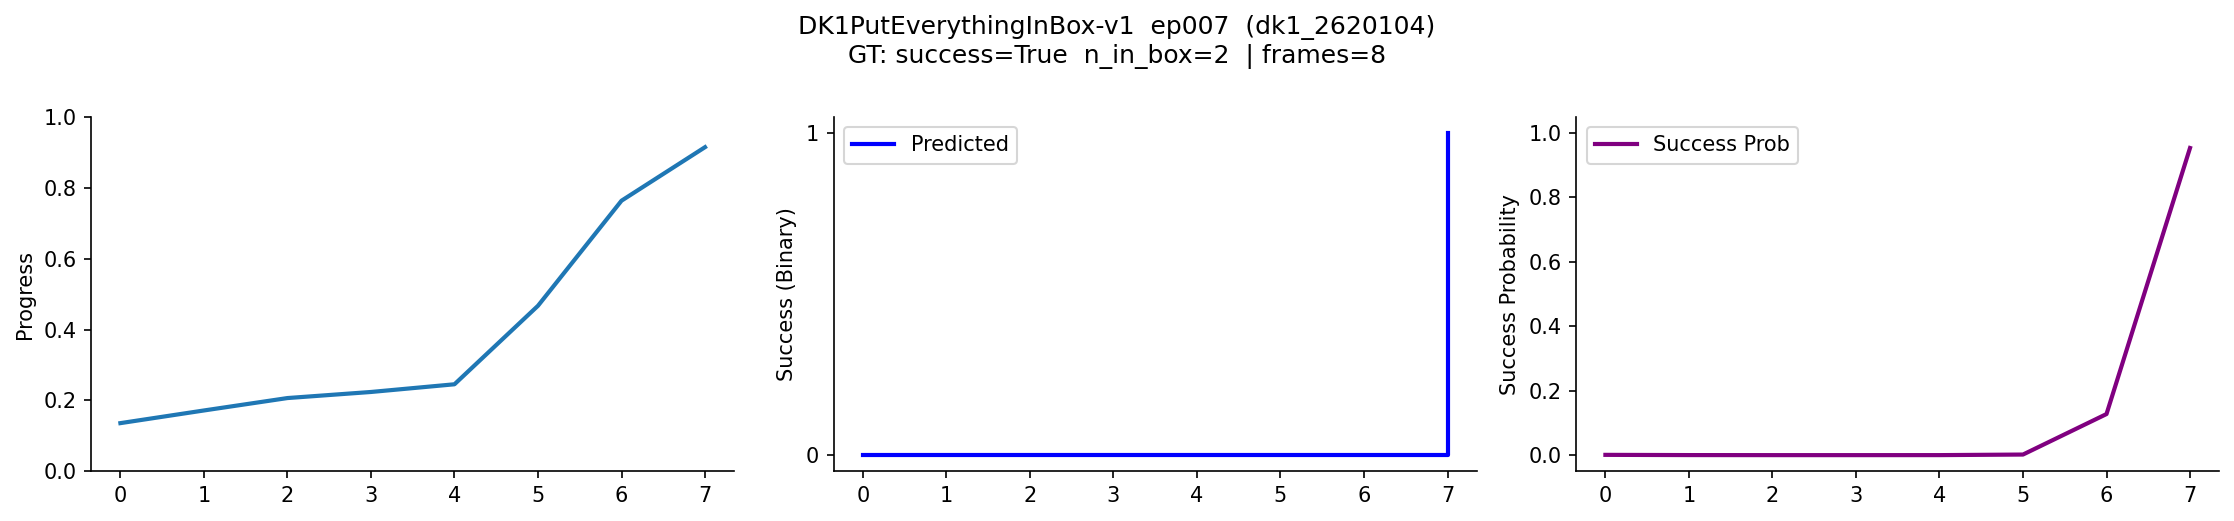 DK1PutEverythingInBox-v1  ep007  (dk1_2620104)
GT: success=True  n_in_box=2  | frames=8
Progress
1.0
0.8
0.6
0.4
0.2
0.0
0 1 2 3 4 5 6 7
Success (Binary)
1
0
Predicted
0 1 2 3 4 5 6 7
Success Probability
1.0
0.8
0.6
0.4
0.2
0.0
Success Prob
0 1 2 3 4 5 6 7